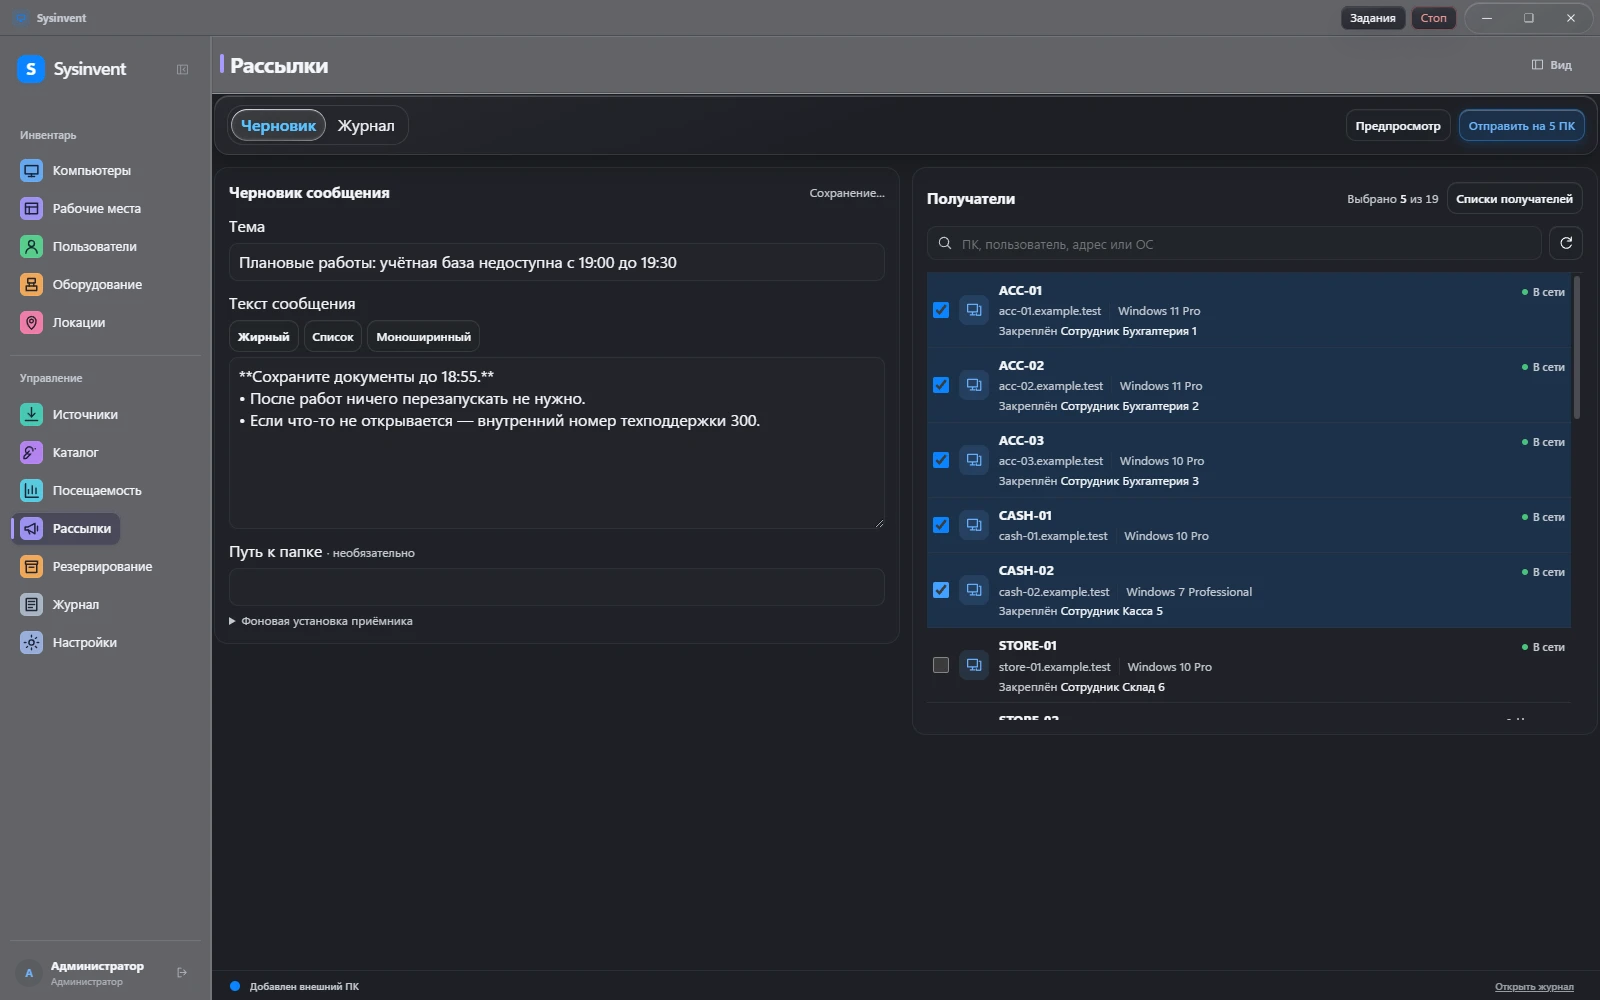 Sysinvent
Задания
Стоп
S Sysinvent
Рассылки
Вид
Инвентарь
Компьютеры
Рабочие места
Пользователи
Оборудование
Локации
Управление
Источники
Каталог
Посещаемость
Рассылки
Резервирование
Журнал
Настройки
А Администратор
Администратор
Черновик Журнал
Предпросмотр
Отправить на 5 ПК
Черновик сообщения
Сохранение...
Тема
Плановые работы: учётная база недоступна с 19:00 до 19:30
Текст сообщения
Жирный Список Моноширинный
**Сохраните документы до 18:55.**
• После работ ничего перезапускать не нужно.
• Если что-то не открывается — внутренний номер техподдержки 300.
Путь к папке · необязательно
Фоновая установка приёмника
Получатели
Выбрано 5 из 19
Списки получателей
ПК, пользователь, адрес или ОС
ACC-01
В сети
acc-01.example.test Windows 11 Pro
Закреплён Сотрудник Бухгалтерия 1
ACC-02
В сети
acc-02.example.test Windows 11 Pro
Закреплён Сотрудник Бухгалтерия 2
ACC-03
В сети
acc-03.example.test Windows 10 Pro
Закреплён Сотрудник Бухгалтерия 3
CASH-01
В сети
cash-01.example.test Windows 10 Pro
CASH-02
В сети
cash-02.example.test Windows 7 Professional
Закреплён Сотрудник Касса 5
STORE-01
В сети
store-01.example.test Windows 10 Pro
Закреплён Сотрудник Склад 6
STORE-02
Добавлен внешний ПК
Открыть журнал